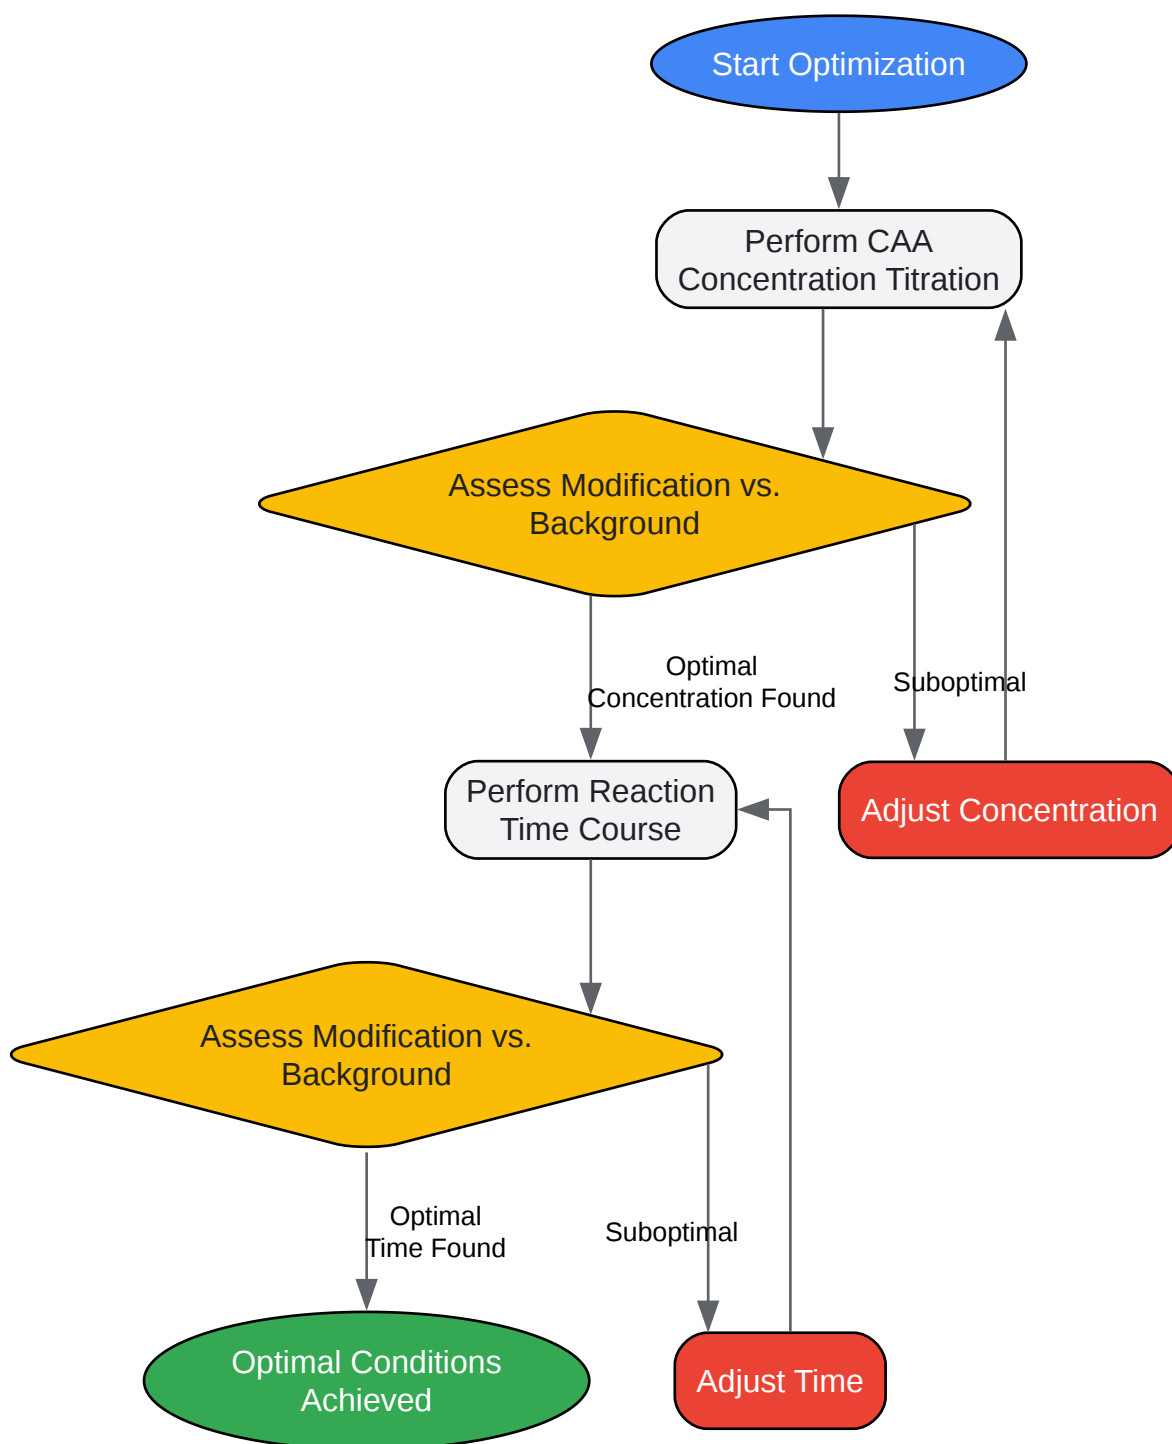 Start Optimization
Perform CAA
Concentration Titration
Assess Modification vs.
Background
Optimal
Concentration Found
Suboptimal
Perform Reaction
Time Course
Adjust Concentration
Assess Modification vs.
Background
Optimal
Time Found
Suboptimal
Optimal Conditions
Achieved
Adjust Time